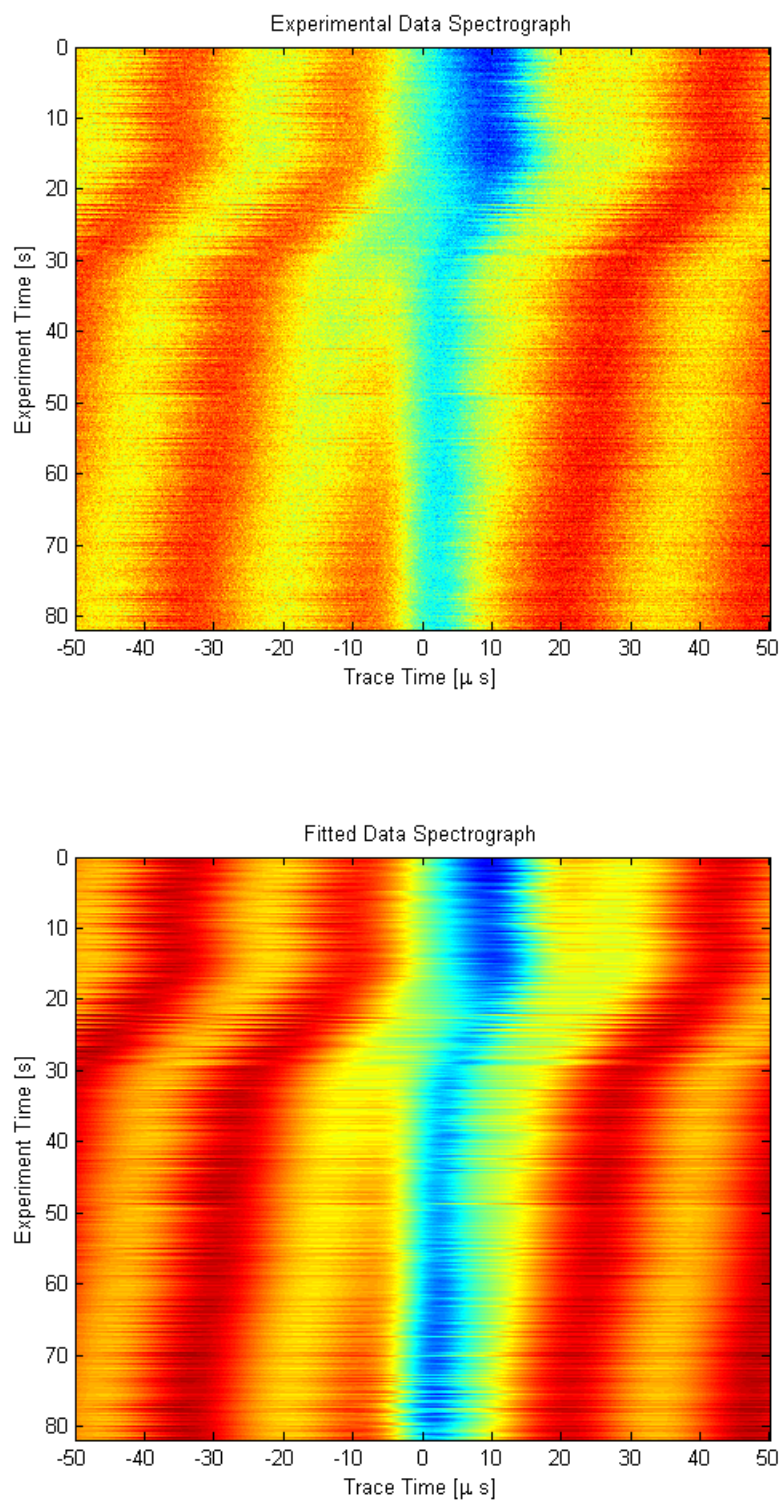 Experimental Data Spectrograph
0
10
20
30
40
50
60
70
80
Experiment Time [s]
-50 -40 -30 -20 -10 0 10 20 30 40 50
Trace Time [μ s]
Fitted Data Spectrograph
0
10
20
30
40
50
60
70
80
Experiment Time [s]
-50 -40 -30 -20 -10 0 10 20 30 40 50
Trace Time [μ s]